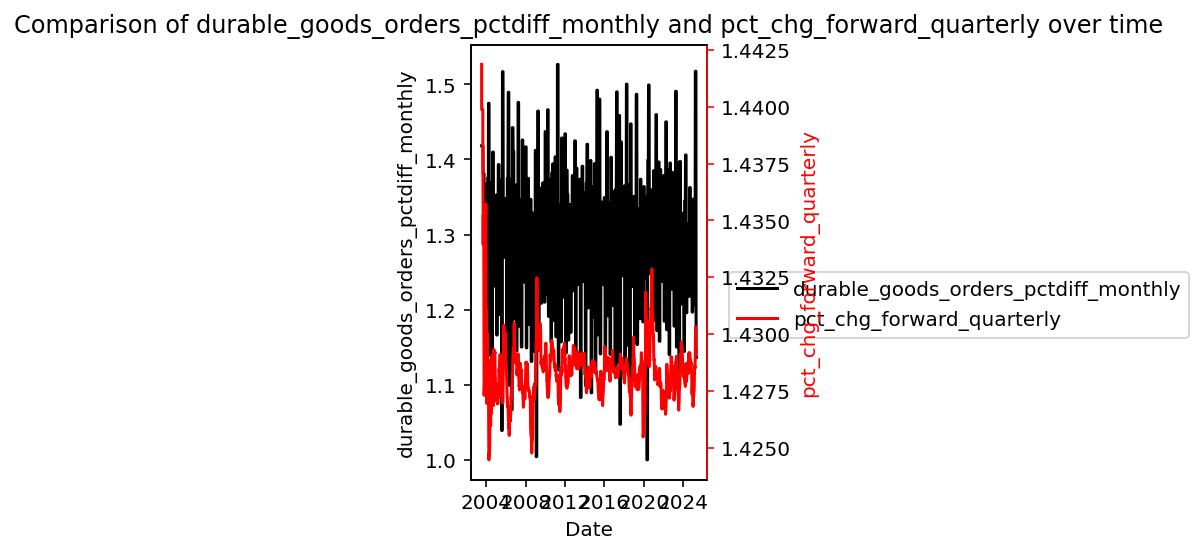 Comparison of durable_goods_orders_pctdiff_monthly and pct_chg_forward_quarterly over time
durable_goods_orders_pctdiff_monthly
1.5
1.4
1.3
1.2
1.1
1.0
1.4425
1.4400
1.4375
1.4350
1.4325
1.4300
1.4275
1.4250
pct_chg_forward_quarterly
durable_goods_orders_pctdiff_monthly
pct_chg_forward_quarterly
2004 2008 2012 2016 2020 2024
Date